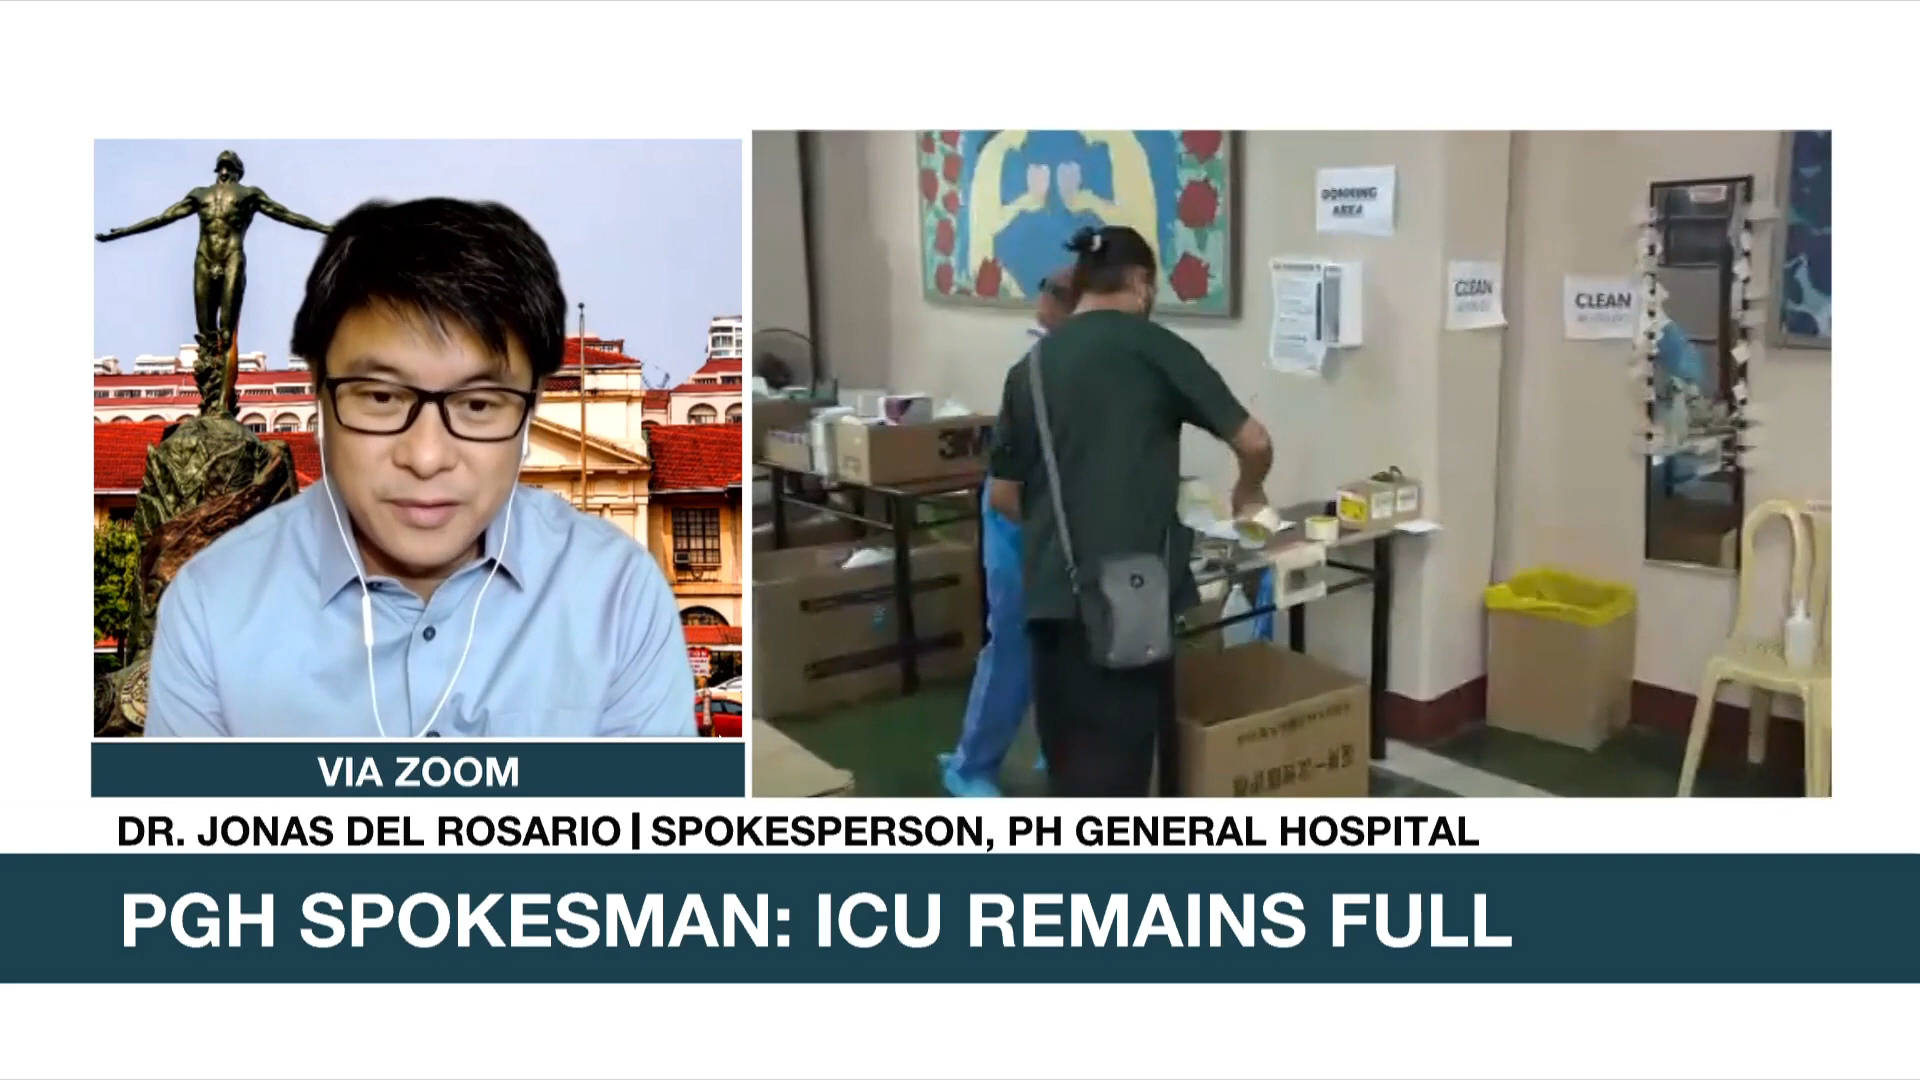 DONNING
AREA
CLEAN
CLEAN
3M
VIA ZOOM
DR. JONAS DEL ROSARIO | SPOKESPERSON, PH GENERAL HOSPITAL
PGH SPOKESMAN: ICU REMAINS FULL